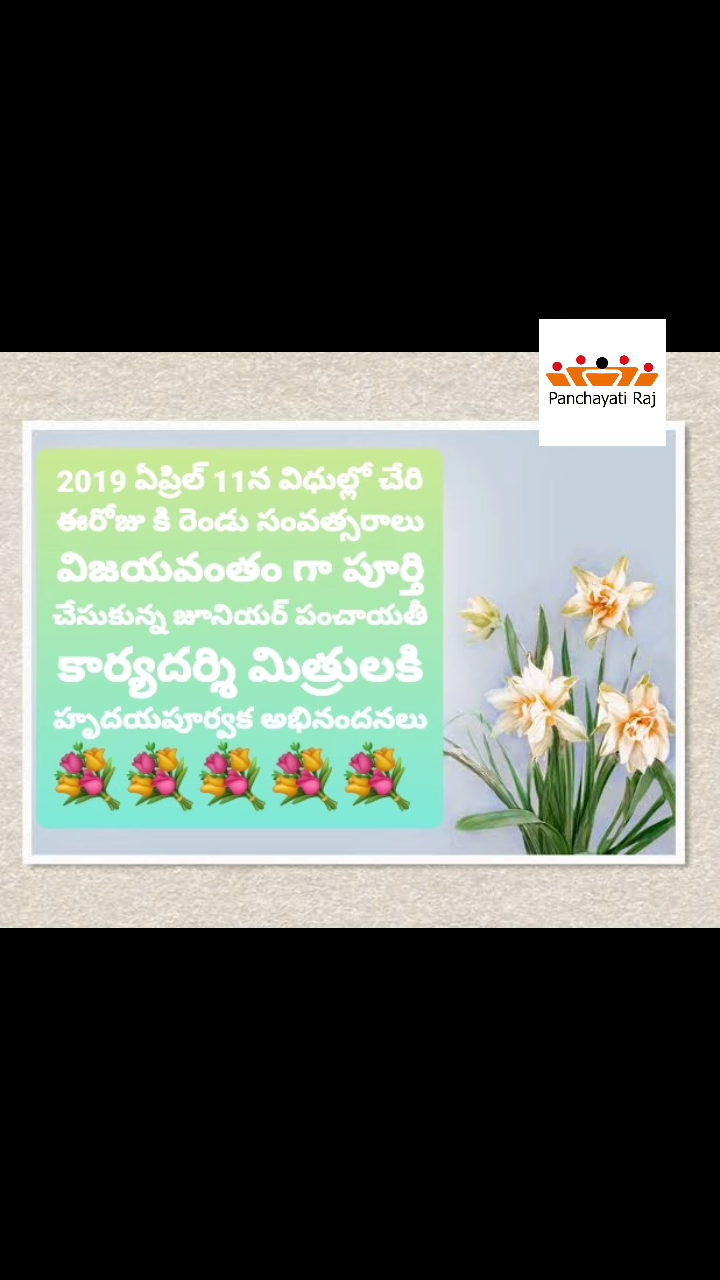 Panchayati Raj
2019 ఏప్రిల్ 11న విధుల్లో చేరి
ఈరోజు కి రెండు సంవత్సరాలు
విజయవంతం గా పూర్తి
చేసుకున్న జూనియర్ పంచాయతీ
కార్యదర్శి మిత్రులకి
హృదయపూర్వక అభినందనలు